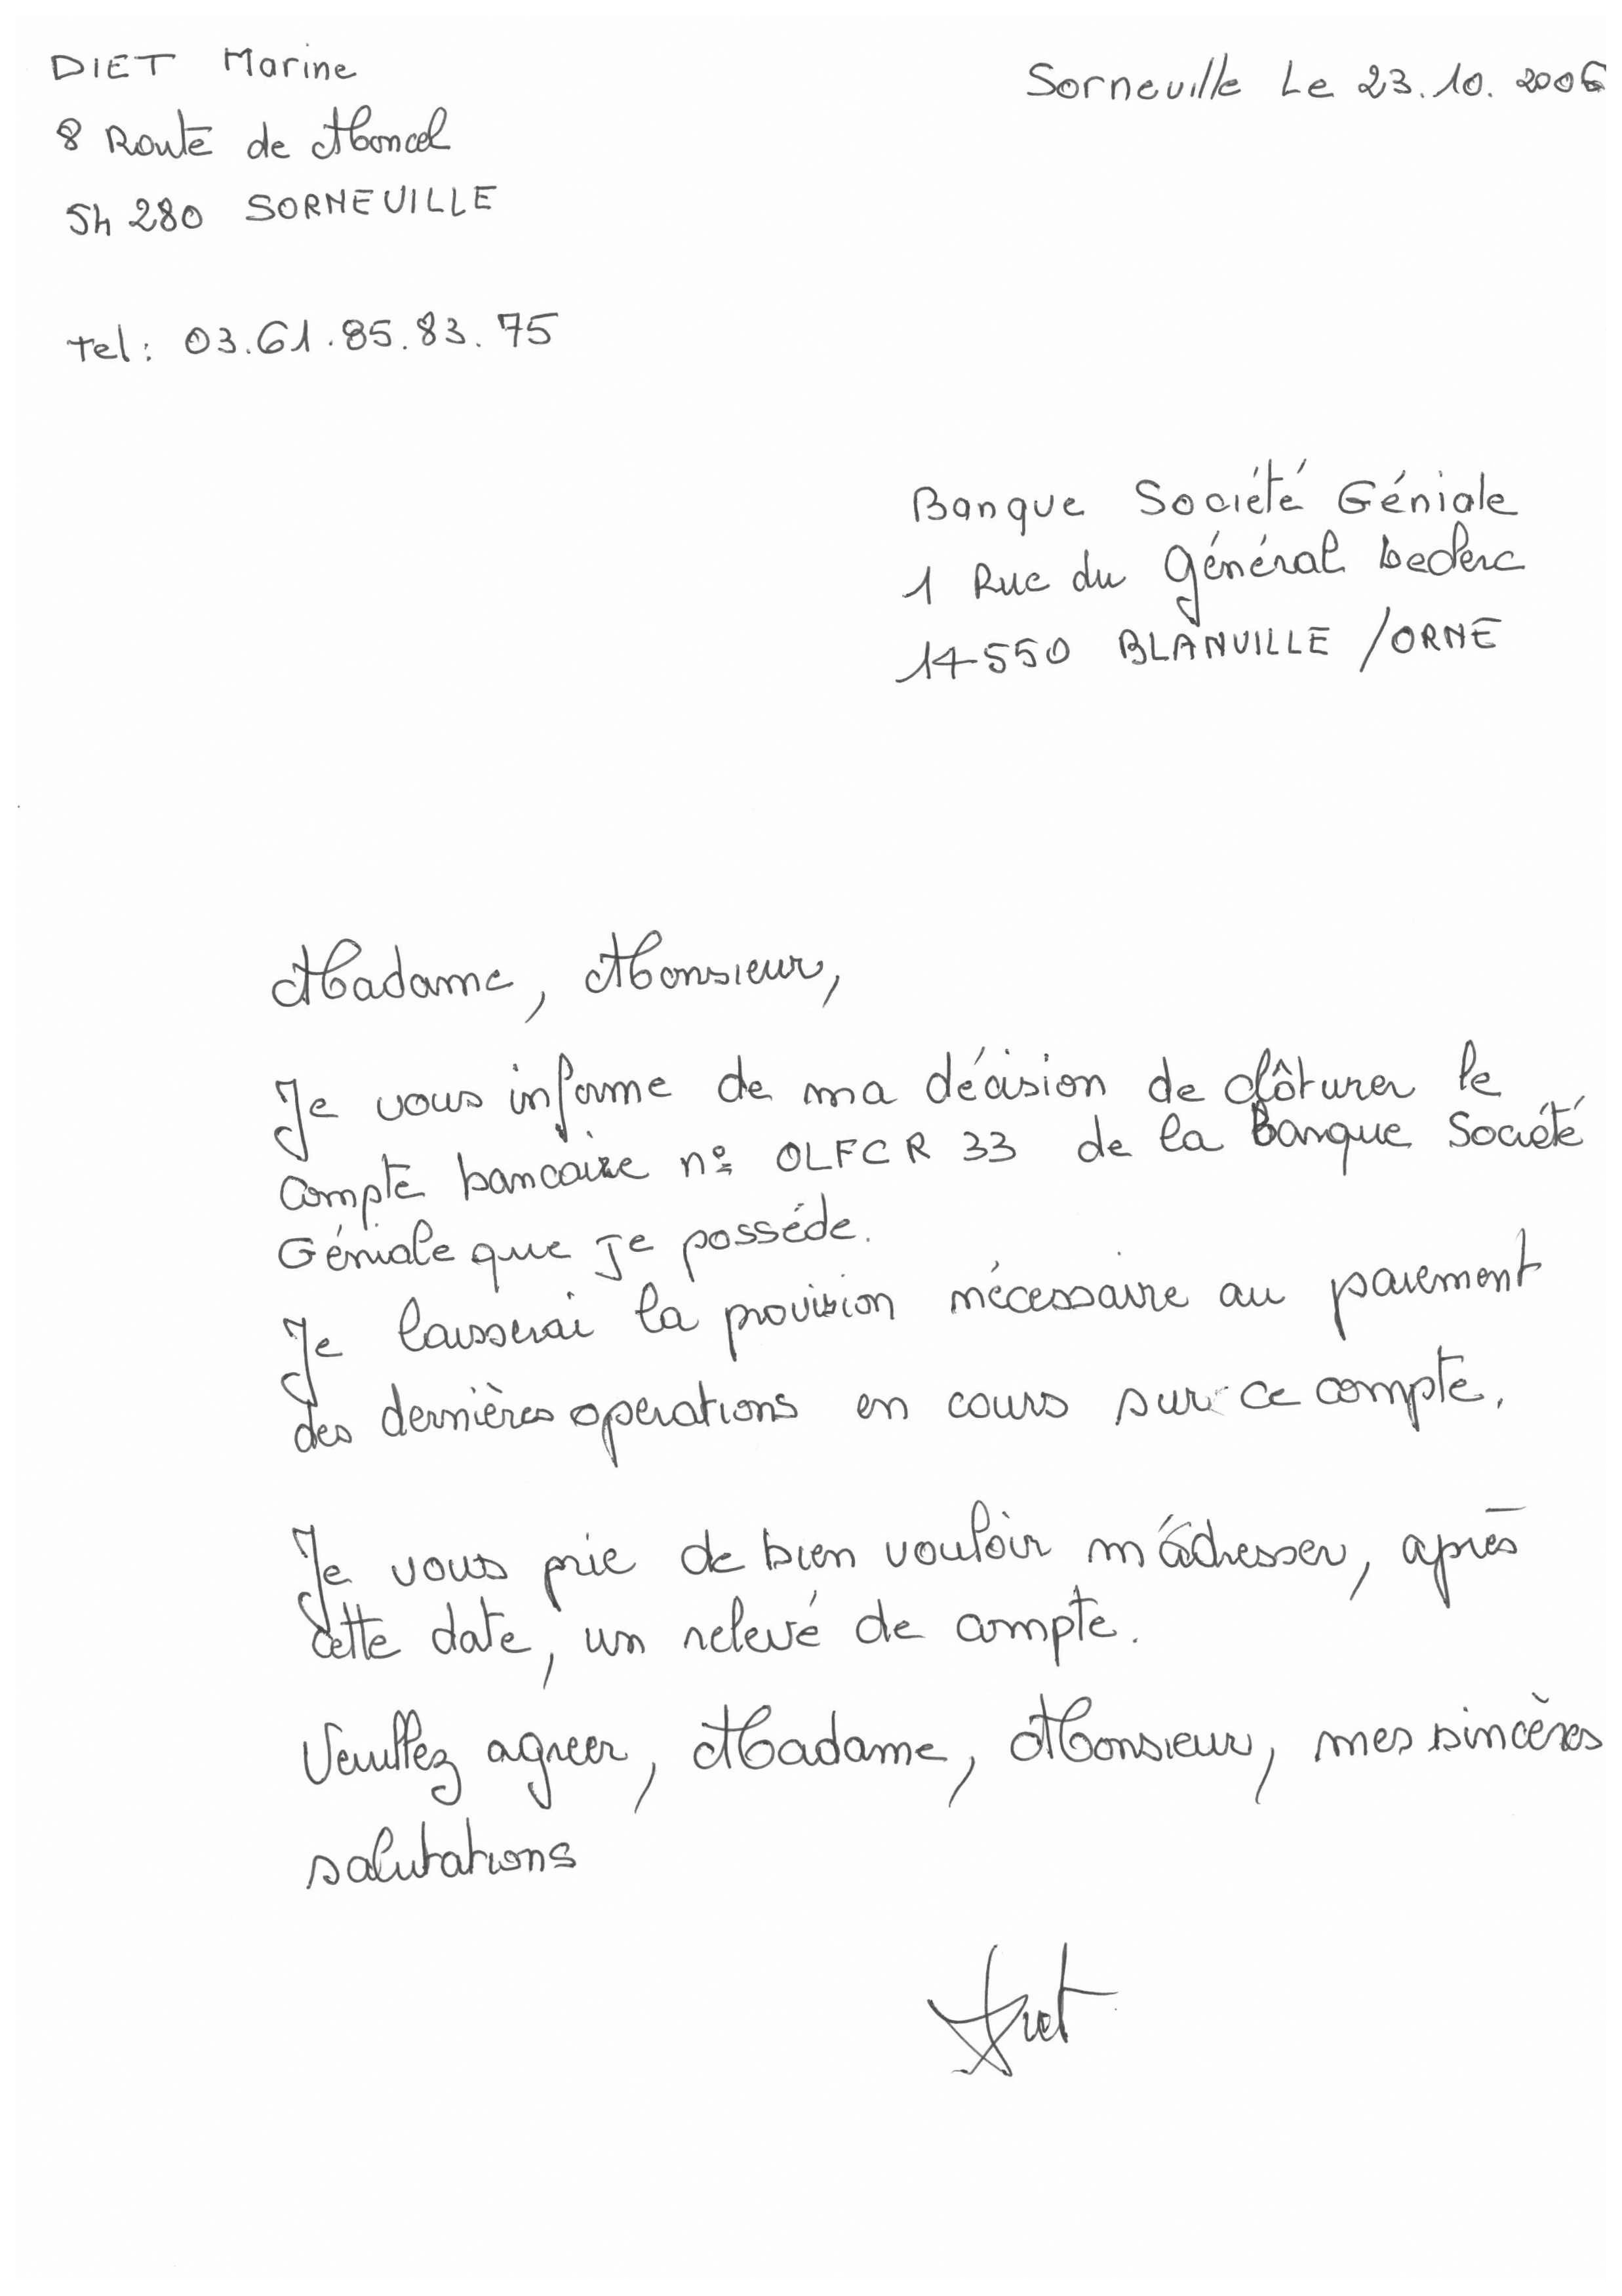 DIET Marine
Sorneville Le 23.10.2006
8 Route de Moncel
54 280 SORNEVILLE
tel : 03.61.85.83.75
Banque Société Géniale
1 Rue du Général Leclerc
14550 BLANVILLE /ORNE
Madame, Monsieur,
Je vous informe de ma décision de clôturer le
compte bancaire n° OLFCR 33 de la Banque Société
Géniale que je posséde.
Je laisserai la provision nécessaire au paiement
des dernières operations en cours sur ce compte.
Je vous prie de bien vouloir m'adresser, après
cette date, un relevé de compte.
Veuillez agreer, Madame, Monsieur, mes sincères
salutations
Diet